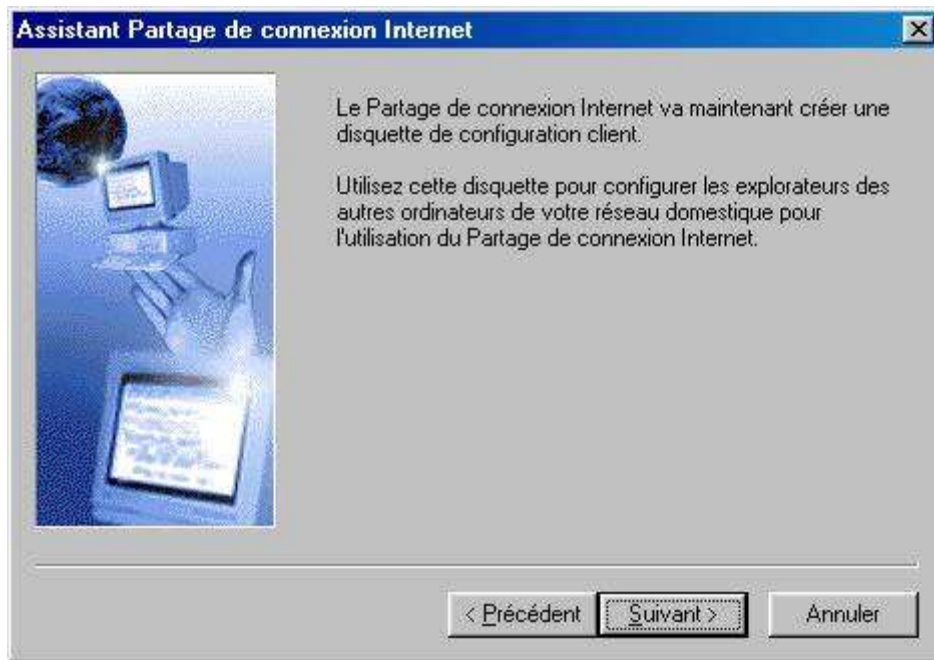 Assistant Partage de connexion Internet
Le Partage de connexion Internet va maintenant créer une
disquette de configuration client.
Utilisez cette disquette pour configurer les explorateurs des
autres ordinateurs de votre réseau domestique pour
l'utilisation du Partage de connexion Internet.
< Précédent
Suivant >
Annuler